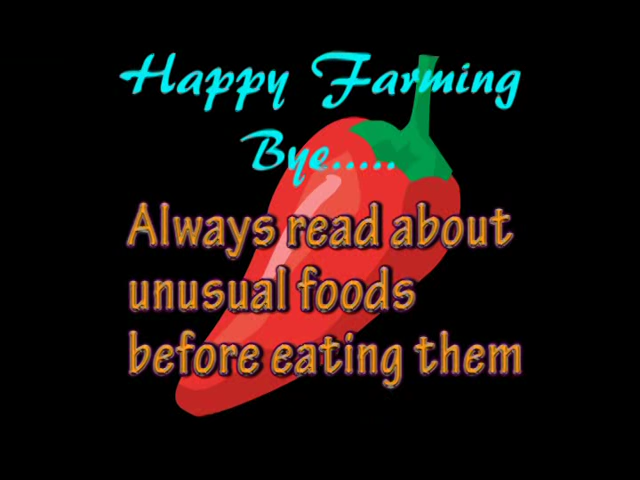 Happy Farming
Bye.....
Always read about
unusual foods
before eating them